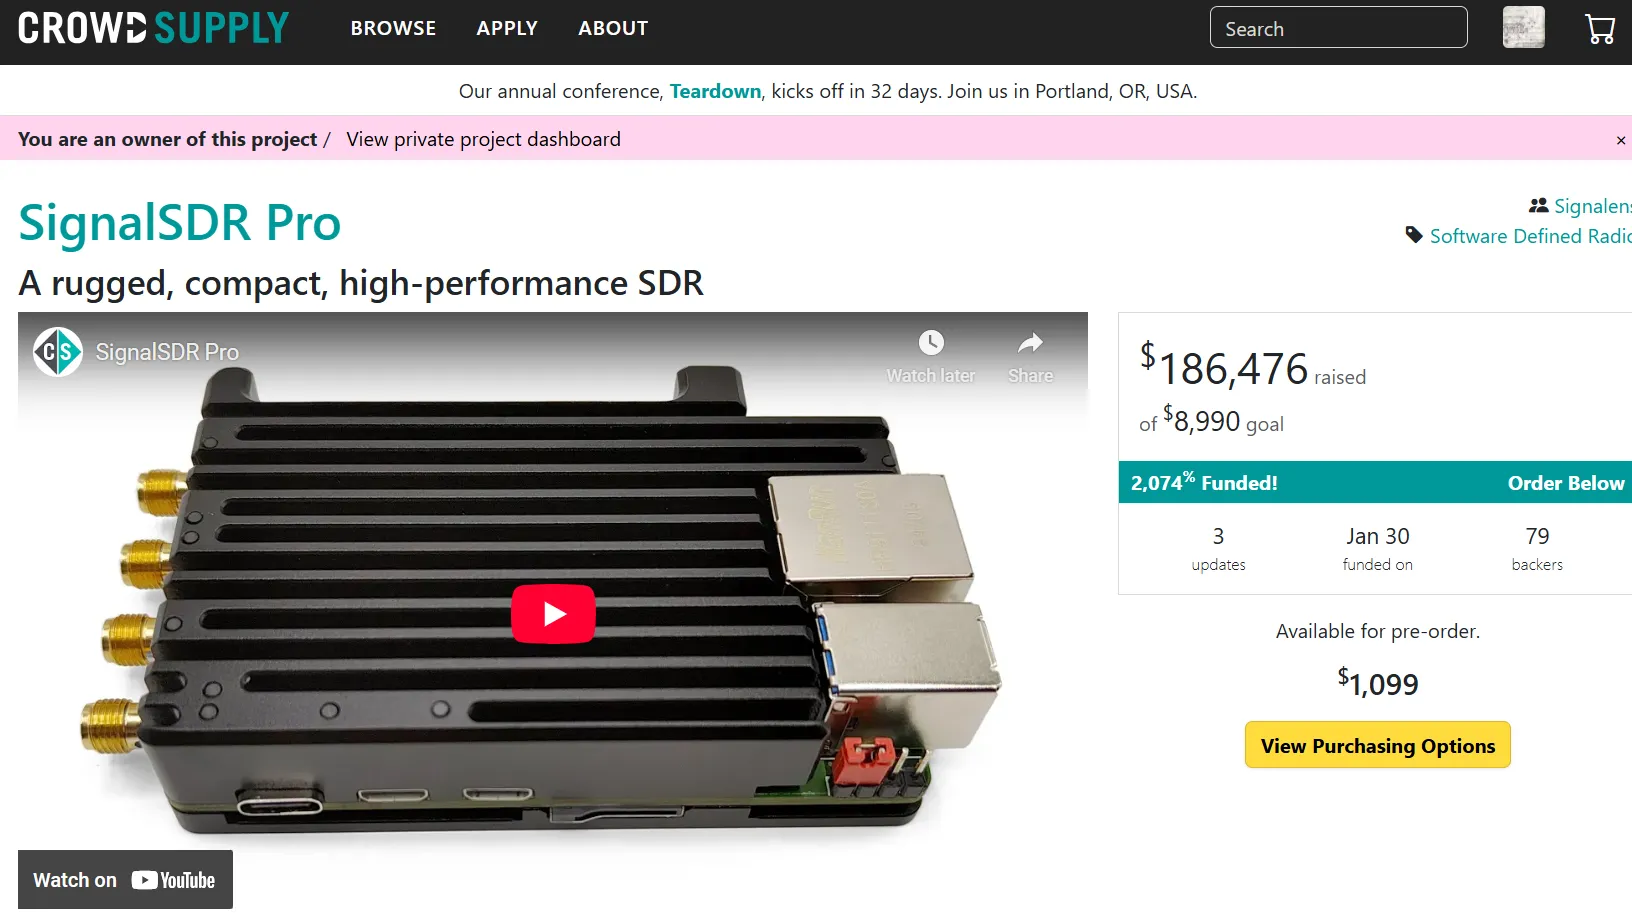 CROWD SUPPLY
BROWSE
APPLY
ABOUT
Search
Our annual conference, Teardown, kicks off in 32 days. Join us in Portland, OR, USA.
You are an owner of this project / View private project dashboard
×
SignalSDR Pro
Signalens
Software Defined Radio
A rugged, compact, high-performance SDR
CS
SignalSDR Pro
Watch later
Share
$186,476 raised
of $8,990 goal
2,074% Funded!
Order Below
3
updates
Jan 30
funded on
79
backers
Available for pre-order.
$1,099
View Purchasing Options
Watch on YouTube